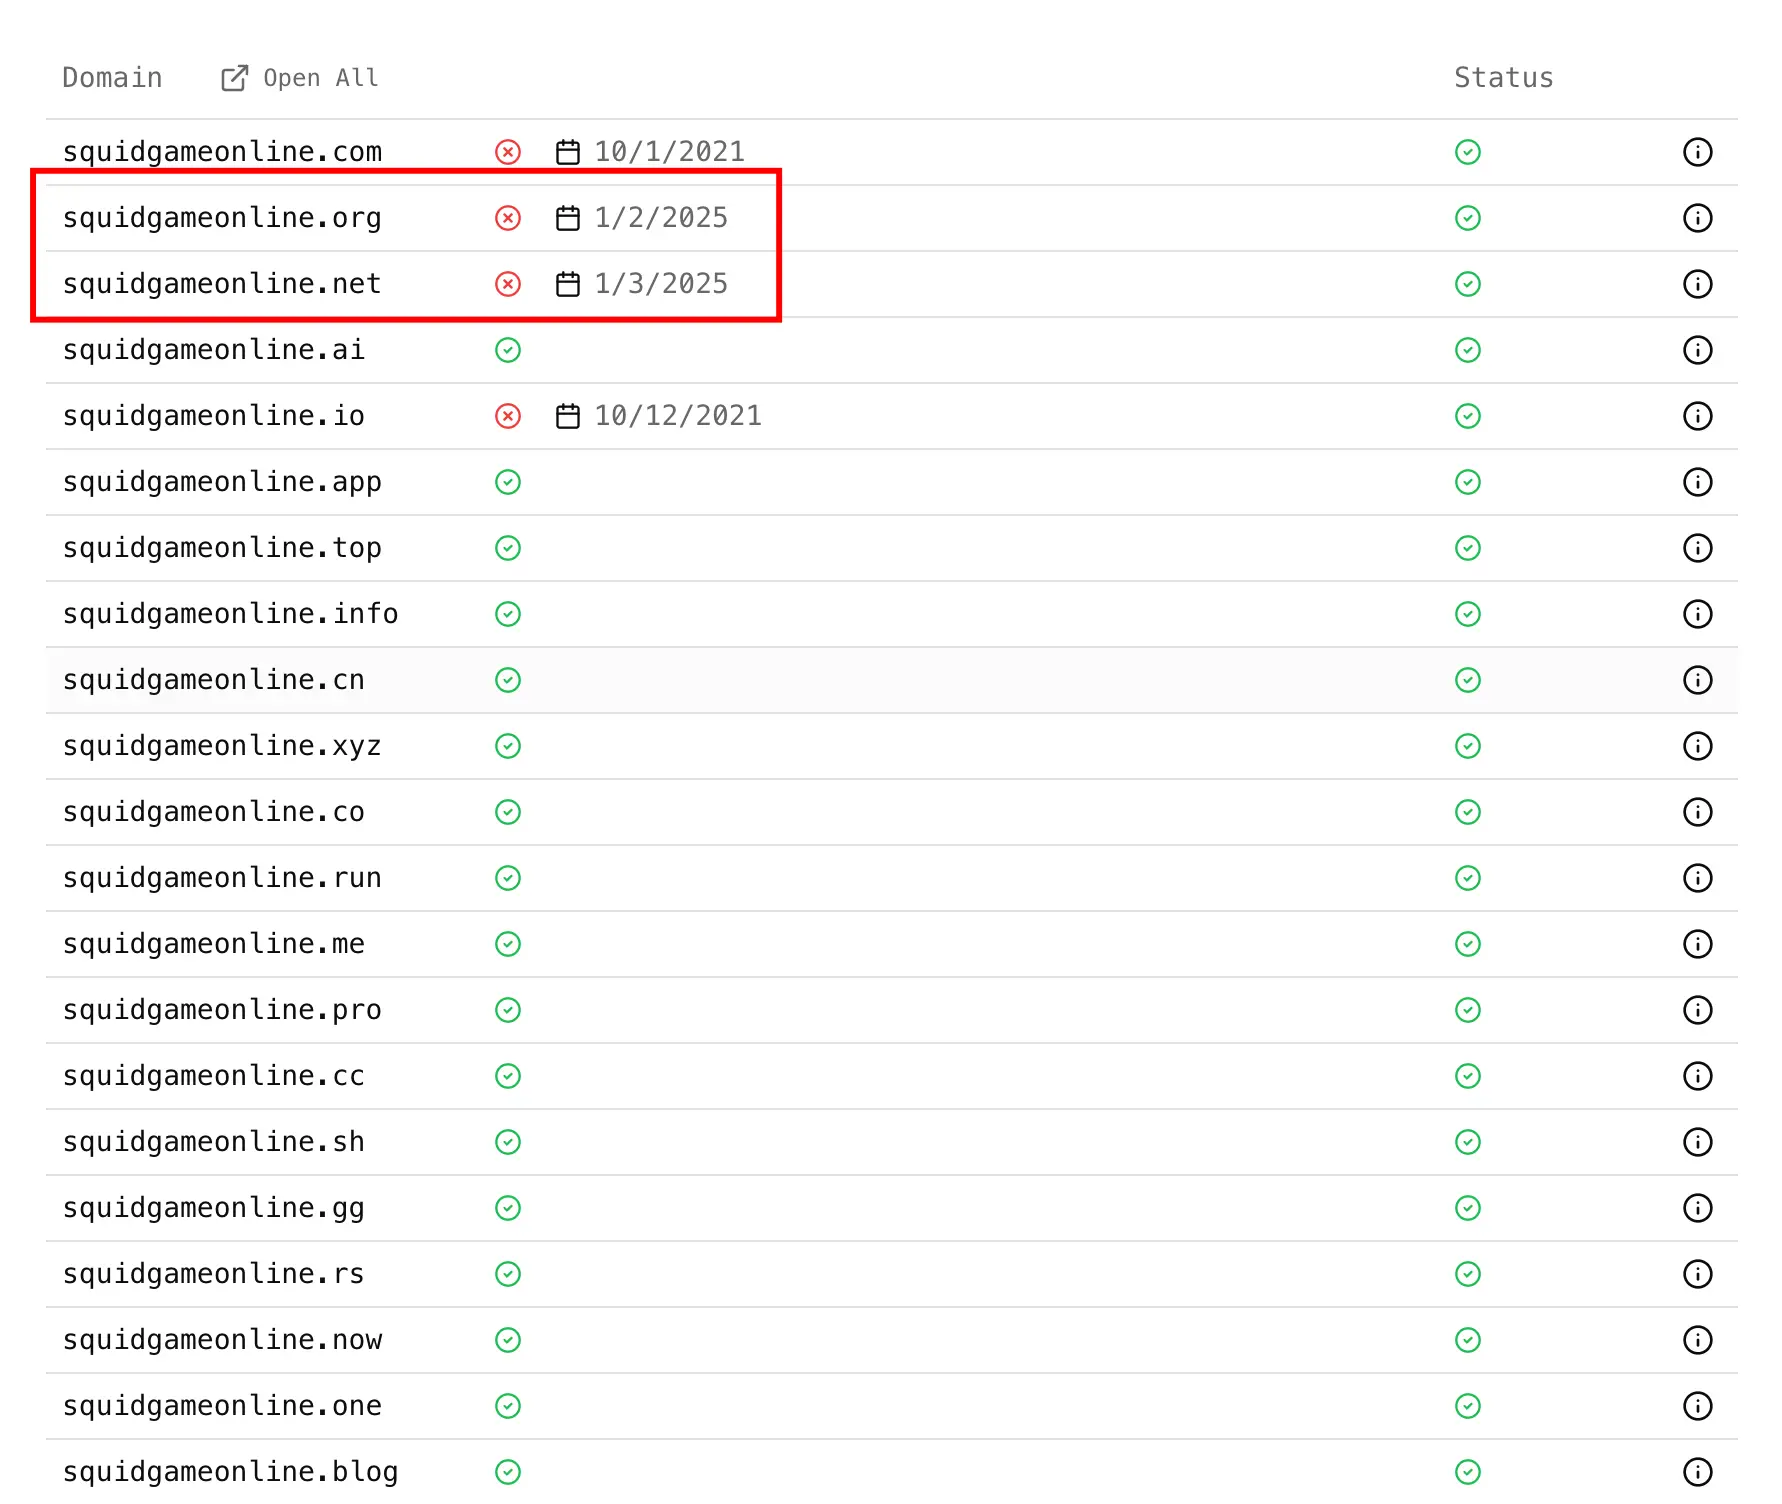 Domain Open All Status
squidgameonline.com 10/1/2021
squidgameonline.org 1/2/2025
squidgameonline.net 1/3/2025
squidgameonline.ai
squidgameonline.io 10/12/2021
squidgameonline.app
squidgameonline.top
squidgameonline.info
squidgameonline.cn
squidgameonline.xyz
squidgameonline.co
squidgameonline.run
squidgameonline.me
squidgameonline.pro
squidgameonline.cc
squidgameonline.sh
squidgameonline.gg
squidgameonline.rs
squidgameonline.now
squidgameonline.one
squidgameonline.blog